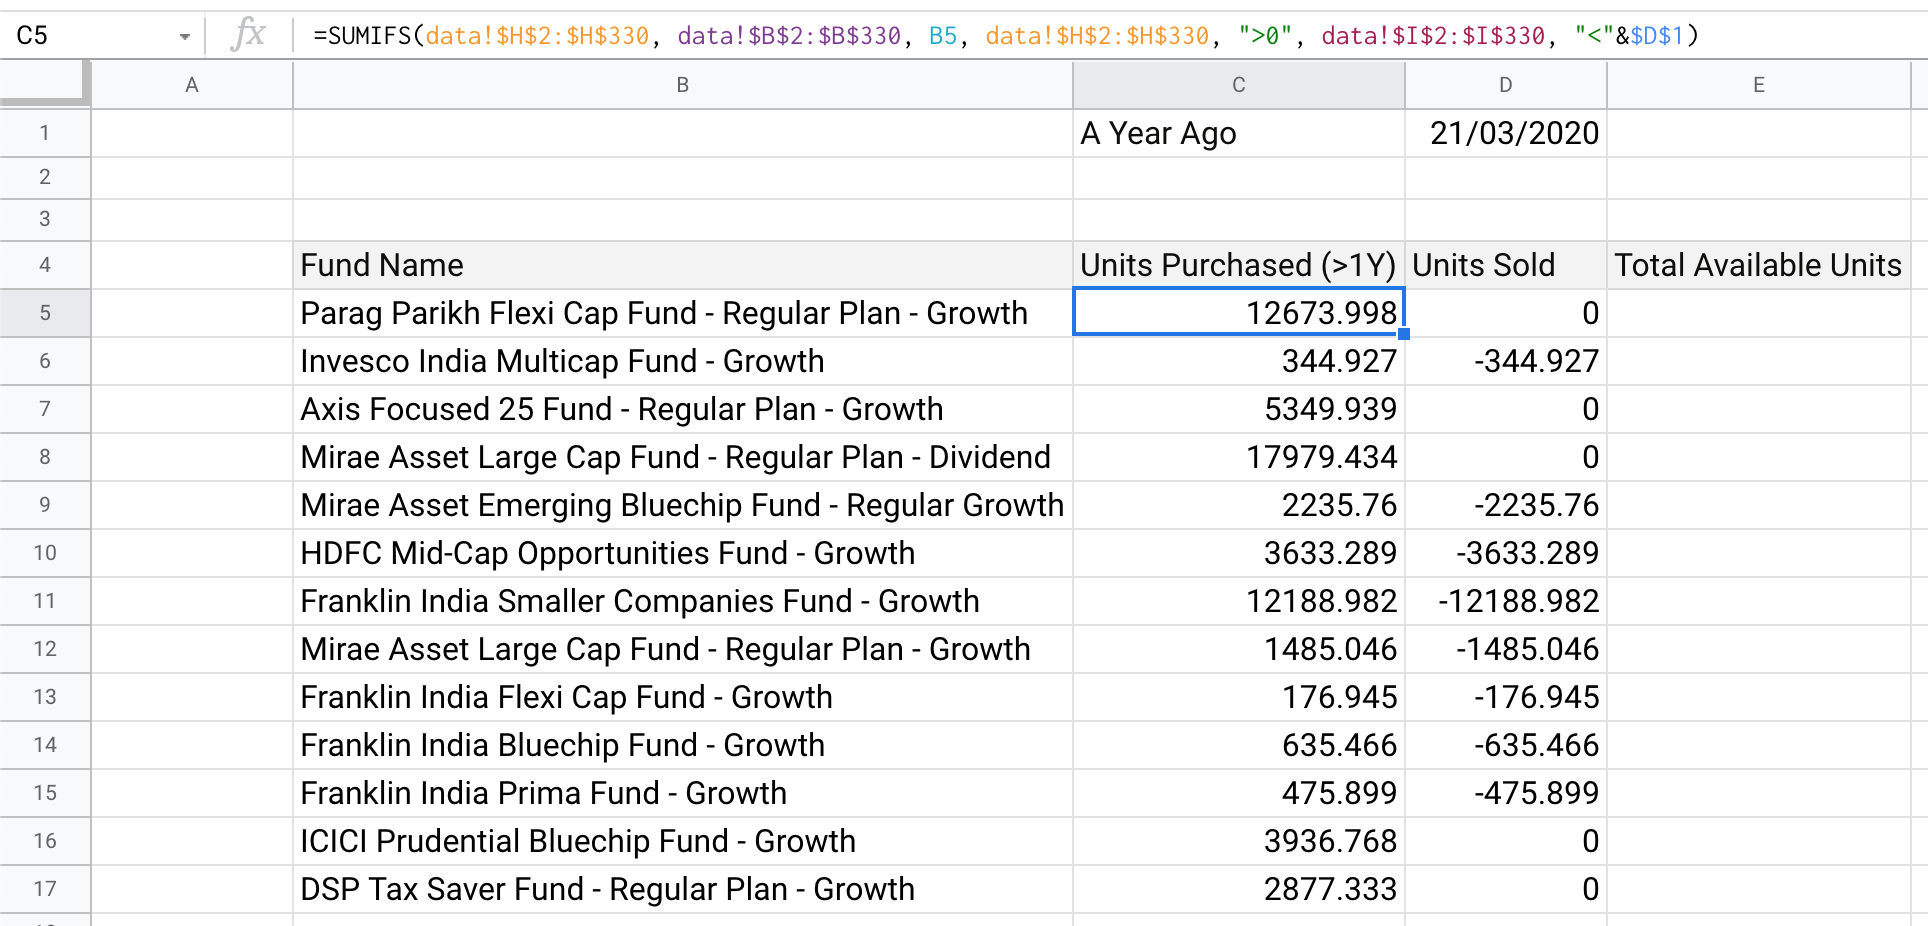 C5 fx =SUMIFS(data!$H$2:$H$330, data!$B$2:$B$330, B5, data!$H$2:$H$330, ">0", data!$I$2:$I$330, "<"&$D$1)
A B C D E
1 A Year Ago 21/03/2020
2
3
4 Fund Name Units Purchased (>1Y) Units Sold Total Available Units
5 Parag Parikh Flexi Cap Fund - Regular Plan - Growth 12673.998 0
6 Invesco India Multicap Fund - Growth 344.927 -344.927
7 Axis Focused 25 Fund - Regular Plan - Growth 5349.939 0
8 Mirae Asset Large Cap Fund - Regular Plan - Dividend 17979.434 0
9 Mirae Asset Emerging Bluechip Fund - Regular Growth 2235.76 -2235.76
10 HDFC Mid-Cap Opportunities Fund - Growth 3633.289 -3633.289
11 Franklin India Smaller Companies Fund - Growth 12188.982 -12188.982
12 Mirae Asset Large Cap Fund - Regular Plan - Growth 1485.046 -1485.046
13 Franklin India Flexi Cap Fund - Growth 176.945 -176.945
14 Franklin India Bluechip Fund - Growth 635.466 -635.466
15 Franklin India Prima Fund - Growth 475.899 -475.899
16 ICICI Prudential Bluechip Fund - Growth 3936.768 0
17 DSP Tax Saver Fund - Regular Plan - Growth 2877.333 0